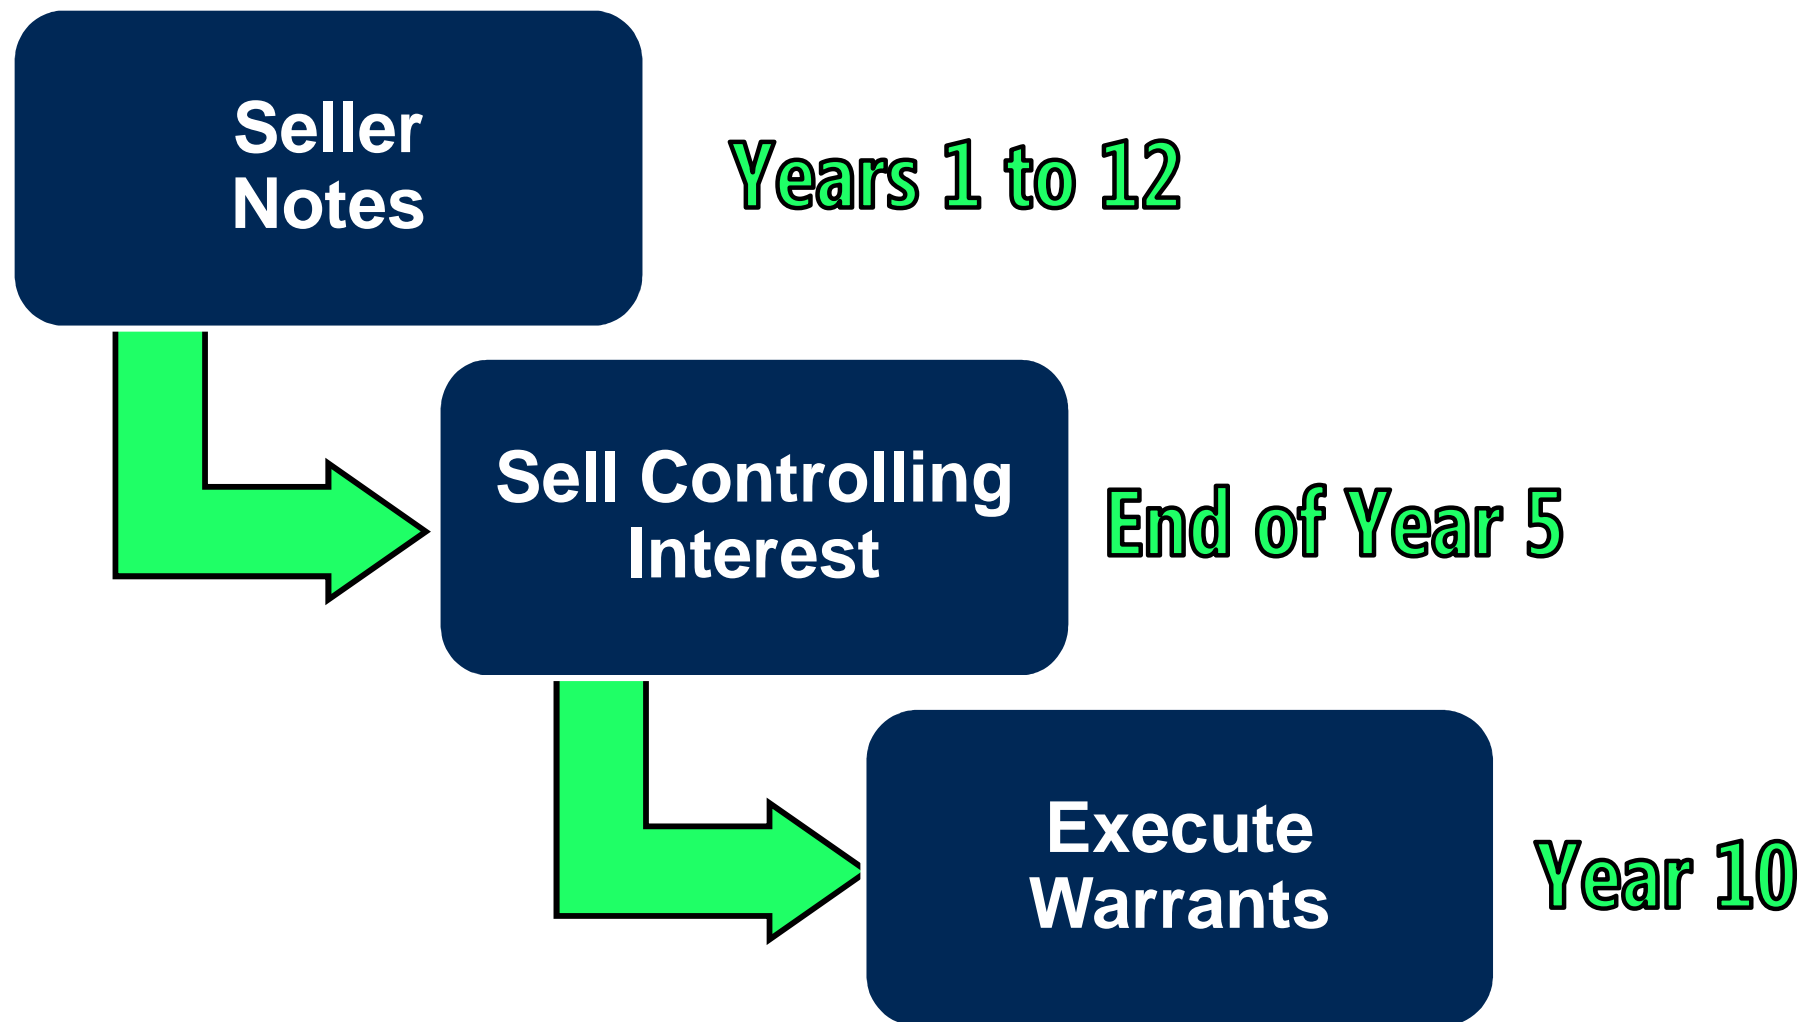 Seller
Notes
Years 1 to 12
Sell Controlling
Interest
End of Year 5
Execute
Warrants
Year 10